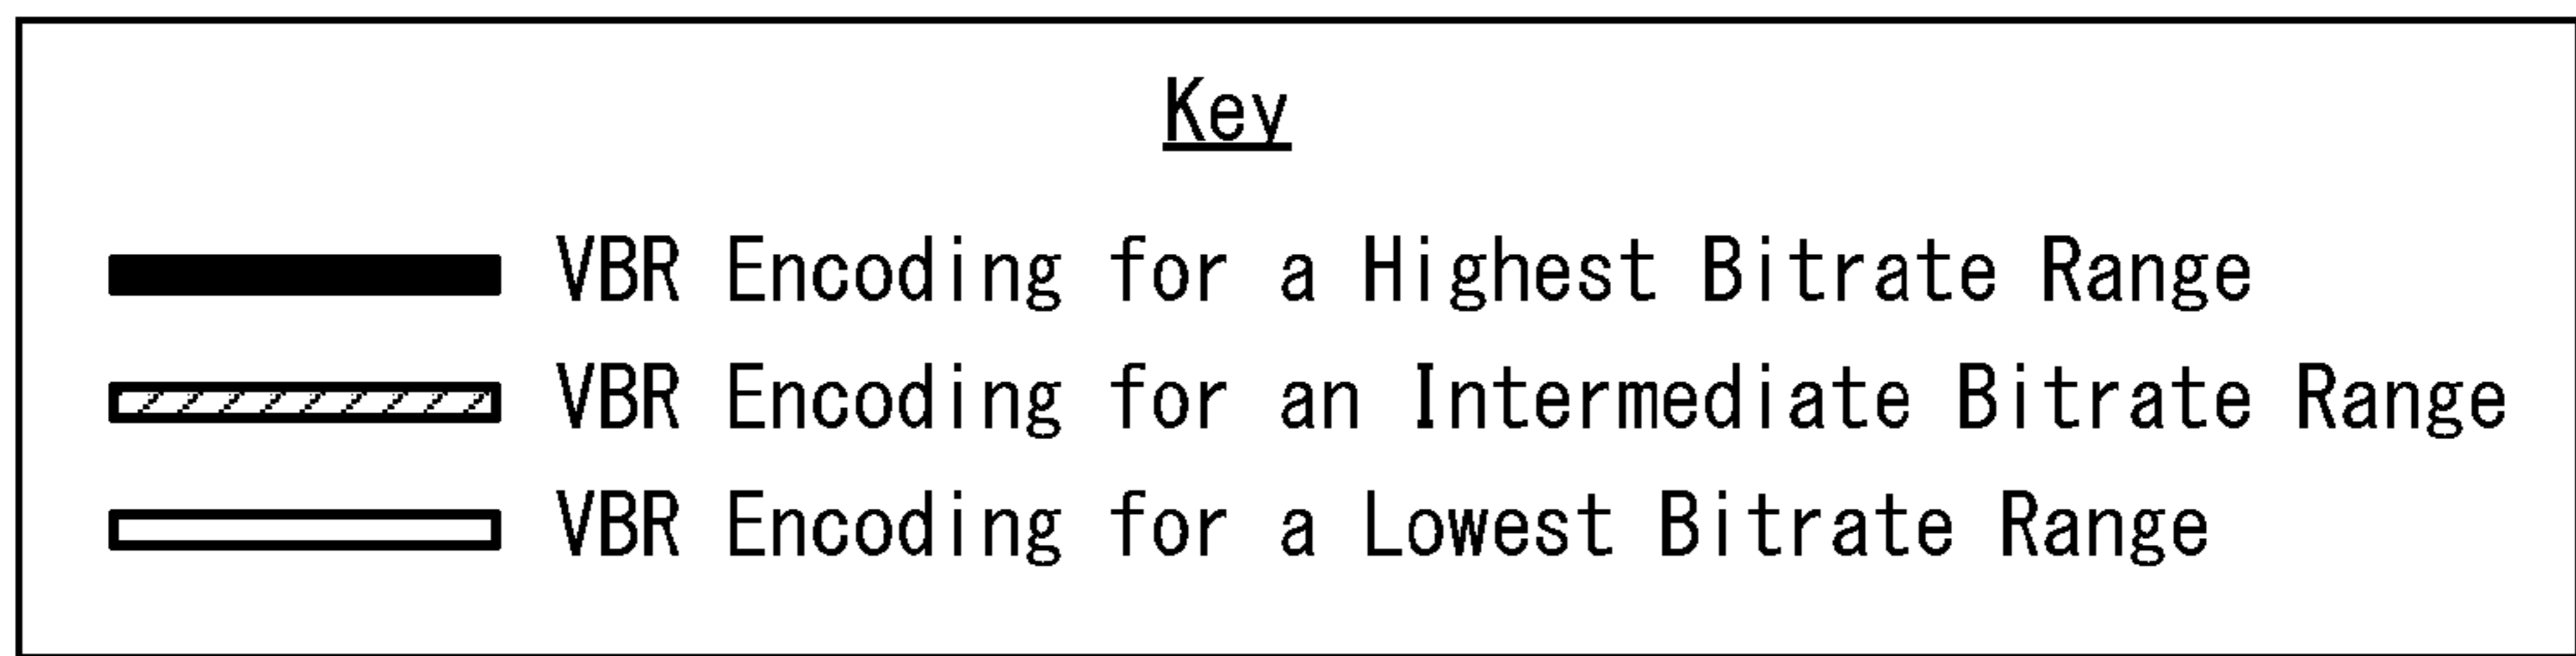 Key
VBR Encoding for a Highest Bitrate Range
VBR Encoding for an Intermediate Bitrate Range
VBR Encoding for a Lowest Bitrate Range